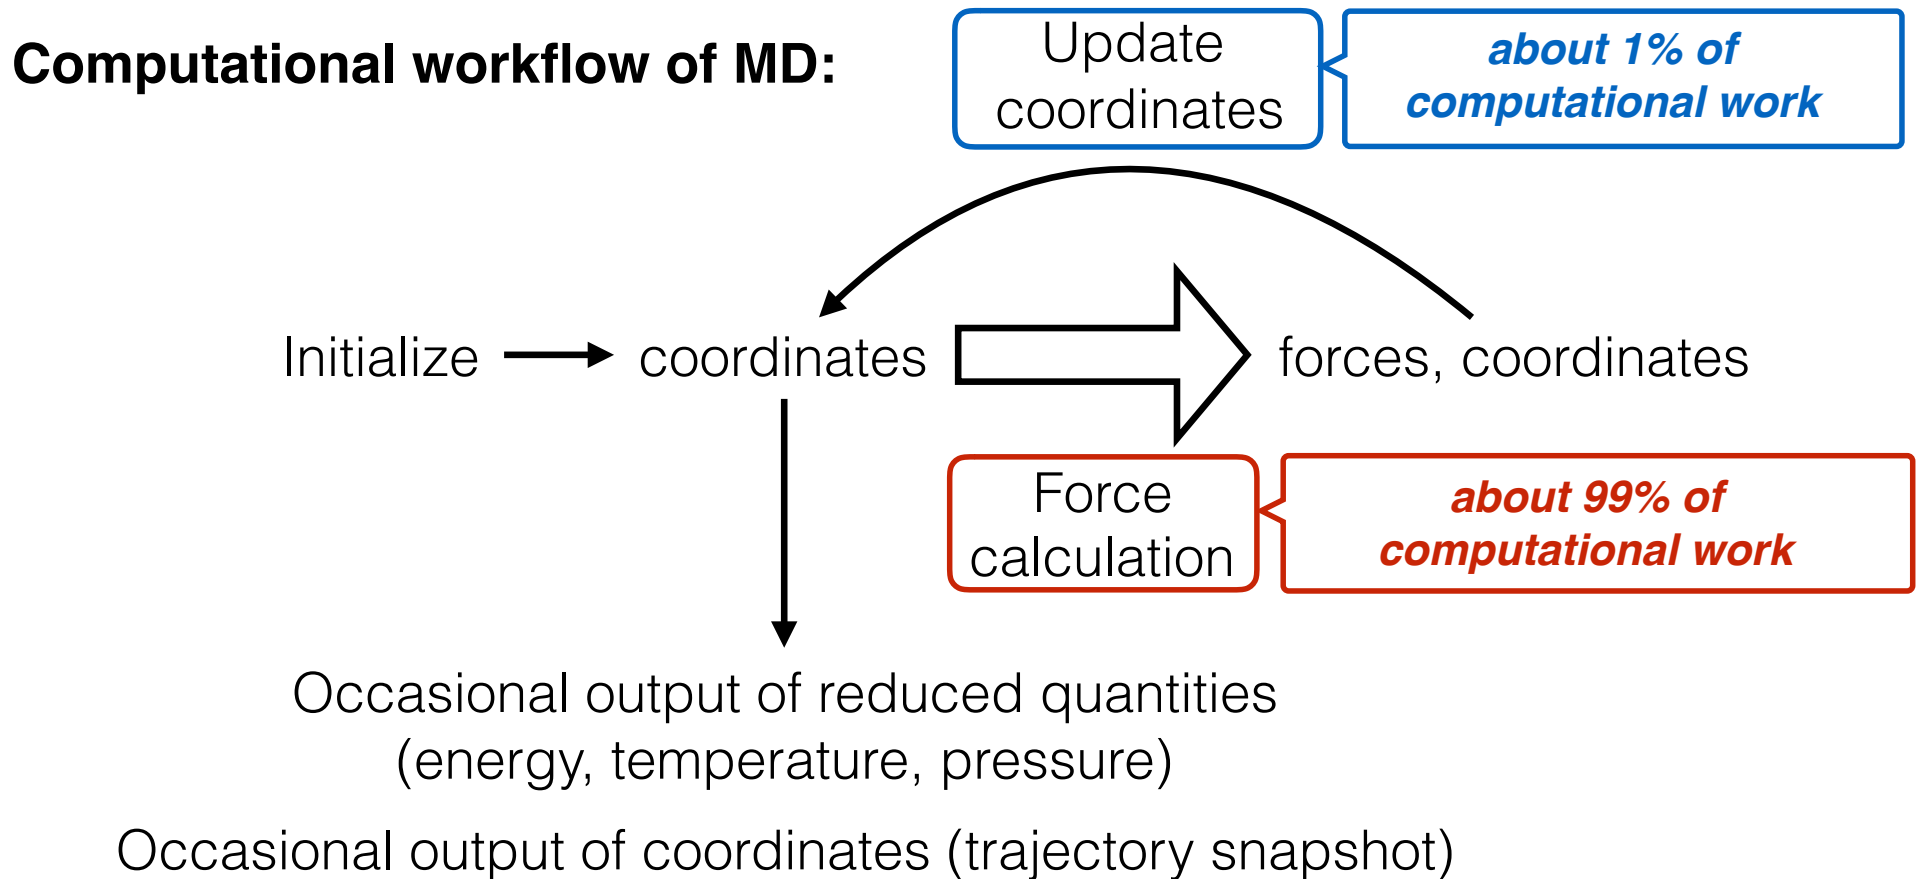 Computational workflow of MD:
Update
coordinates
about 1% of
computational work
Initialize
coordinates
forces, coordinates
Force
calculation
about 99% of
computational work
Occasional output of reduced quantities
(energy, temperature, pressure)
Occasional output of coordinates (trajectory snapshot)